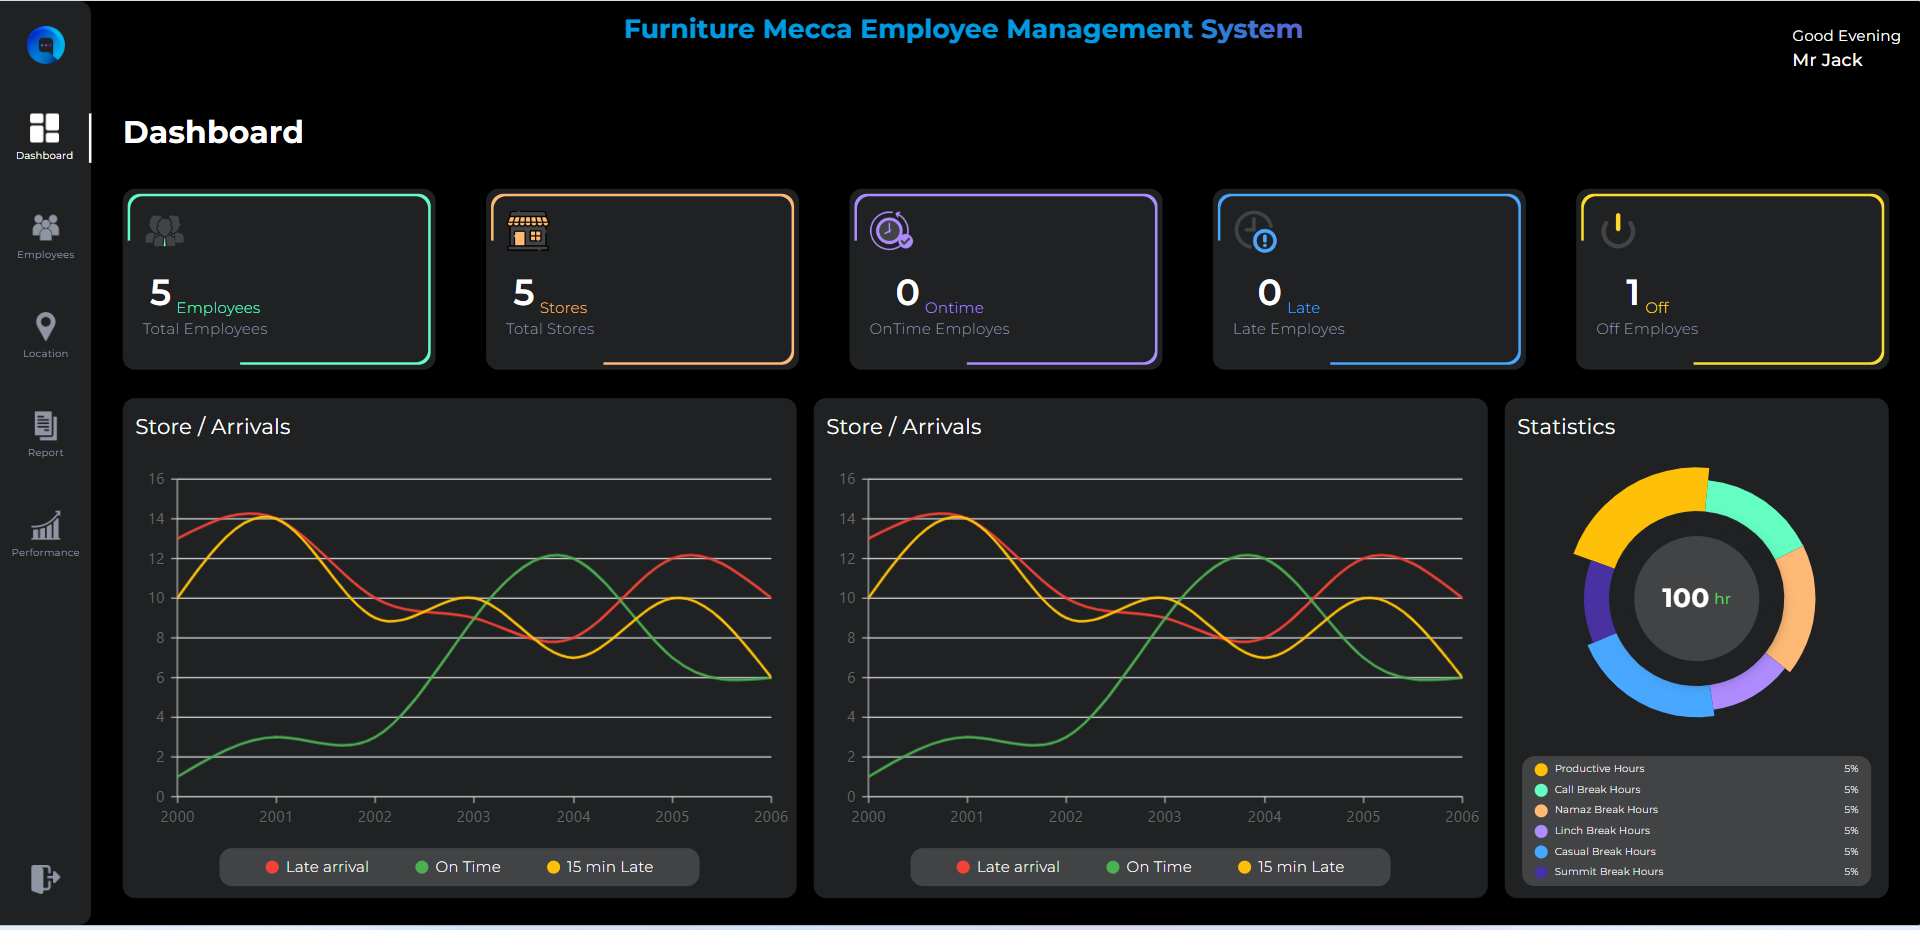 Furniture Mecca Employee Management System
Good Evening
Mr Jack
Dashboard
Employees
Location
Report
Performance
Dashboard
5 Employees
Total Employees
5 Stores
Total Stores
0 Ontime
OnTime Employes
0 Late
Late Employes
1 Off
Off Employes
Store / Arrivals
16
14
12
10
8
6
4
2
0
2000 2001 2002 2003 2004 2005 2006
Late arrival On Time 15 min Late
Store / Arrivals
16
14
12
10
8
6
4
2
0
2000 2001 2002 2003 2004 2005 2006
Late arrival On Time 15 min Late
Statistics
100 hr
Productive Hours 5%
Call Break Hours 5%
Namaz Break Hours 5%
Linch Break Hours 5%
Casual Break Hours 5%
Summit Break Hours 5%